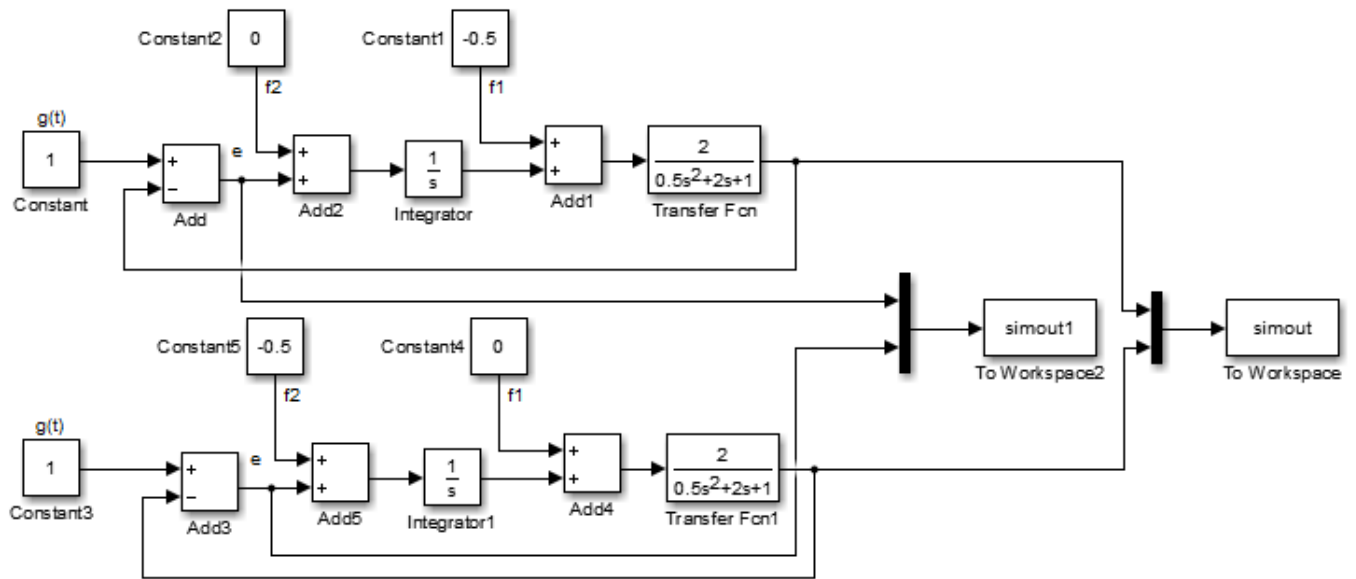 Constant2
0
f2
Constant1
-0.5
f1
g(t)
1
Constant
+
−
Add
e
+
+
Add2
1
s
Integrator
+
+
Add1
2
0.5s²+2s+1
Transfer Fcn
simout1
To Workspace2
simout
To Workspace
Constant5
-0.5
f2
Constant4
0
f1
g(t)
1
Constant3
+
−
Add3
e
+
+
Add5
1
s
Integrator1
+
+
Add4
2
0.5s²+2s+1
Transfer Fcn1